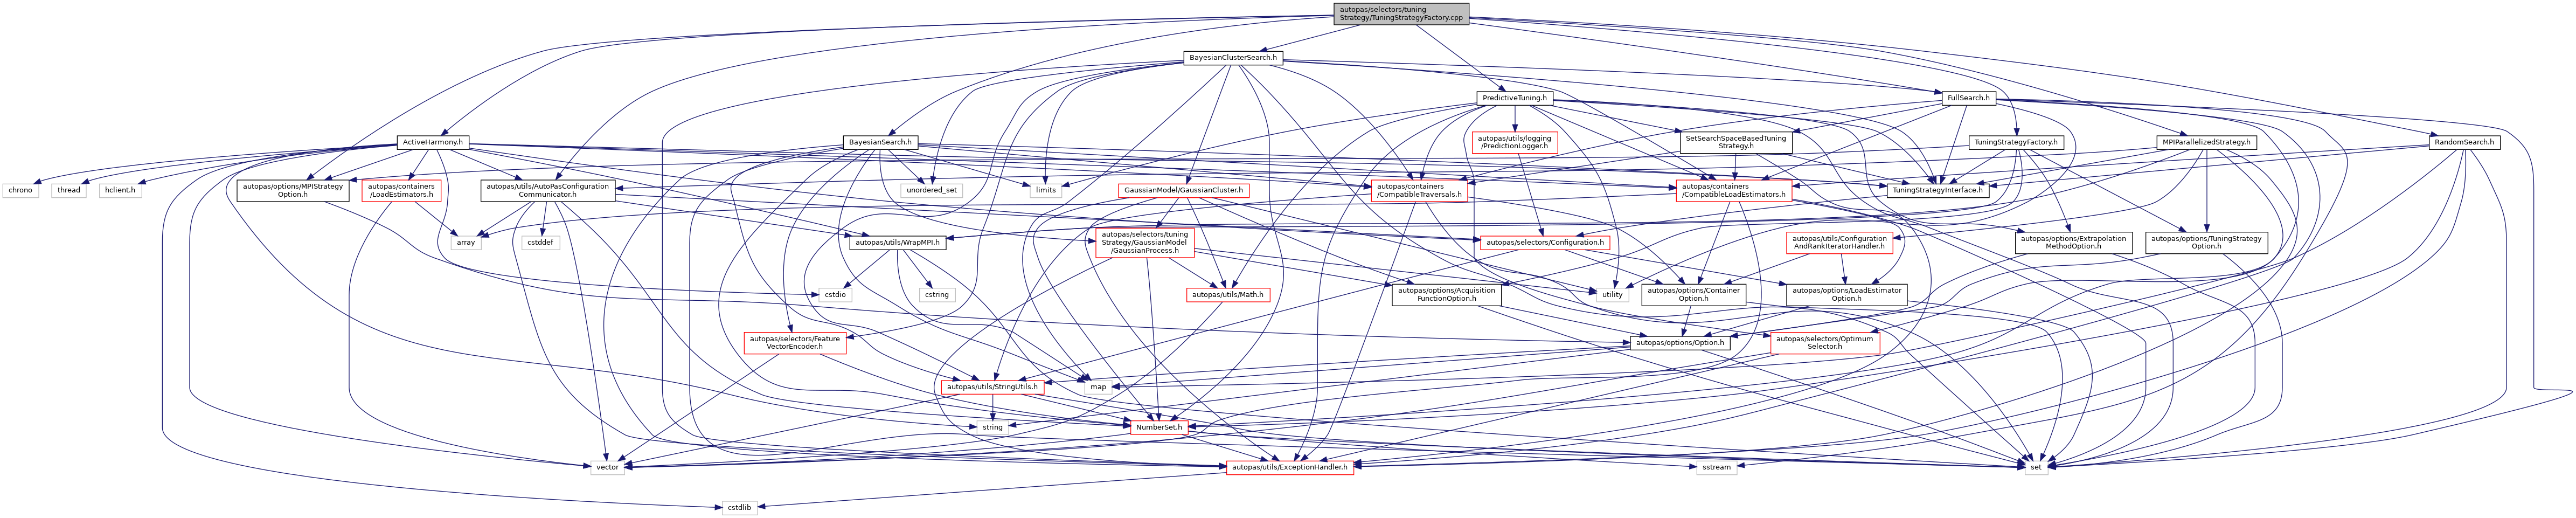 autopas/selectors/tuning
Strategy/TuningStrategyFactory.cpp
BayesianClusterSearch.h
PredictiveTuning.h
FullSearch.h
ActiveHarmony.h
BayesianSearch.h
autopas/utils/logging
/PredictionLogger.h
SetSearchSpaceBasedTuning
Strategy.h
TuningStrategyFactory.h
MPIParallelizedStrategy.h
RandomSearch.h
chrono
thread
hclient.h
autopas/options/MPIStrategy
Option.h
autopas/containers
/LoadEstimators.h
autopas/utils/AutoPasConfiguration
Communicator.h
unordered_set
limits
GaussianModel/GaussianCluster.h
autopas/containers
/CompatibleTraversals.h
autopas/containers
/CompatibleLoadEstimators.h
TuningStrategyInterface.h
array
cstddef
autopas/utils/WrapMPI.h
autopas/selectors/tuning
Strategy/GaussianModel
/GaussianProcess.h
autopas/selectors/Configuration.h
autopas/utils/Configuration
AndRankIteratorHandler.h
autopas/options/Extrapolation
MethodOption.h
autopas/options/TuningStrategy
Option.h
cstdio
cstring
autopas/utils/Math.h
autopas/options/Acquisition
FunctionOption.h
utility
autopas/options/Container
Option.h
autopas/options/LoadEstimator
Option.h
autopas/selectors/Feature
VectorEncoder.h
autopas/options/Option.h
autopas/selectors/Optimum
Selector.h
autopas/utils/StringUtils.h
map
string
NumberSet.h
vector
autopas/utils/ExceptionHandler.h
sstream
set
cstdlib